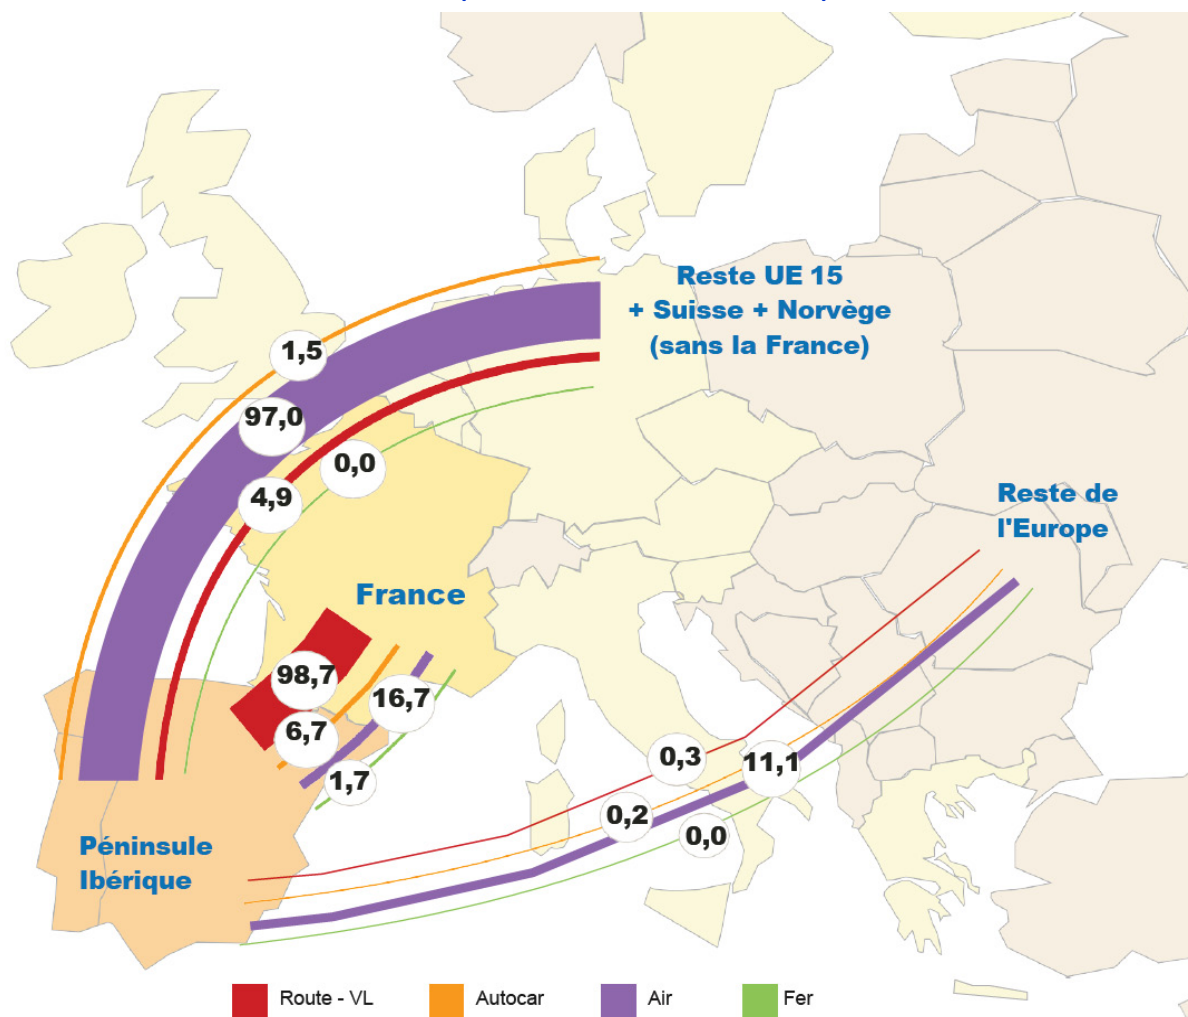 Reste UE 15
+ Suisse + Norvège
(sans la France)
1,5
97,0
0,0
4,9
Reste de
l'Europe
France
98,7
16,7
6,7
1,7
0,3
11,1
0,2
0,0
Péninsule
Ibérique
Route - VL
Autocar
Air
Fer